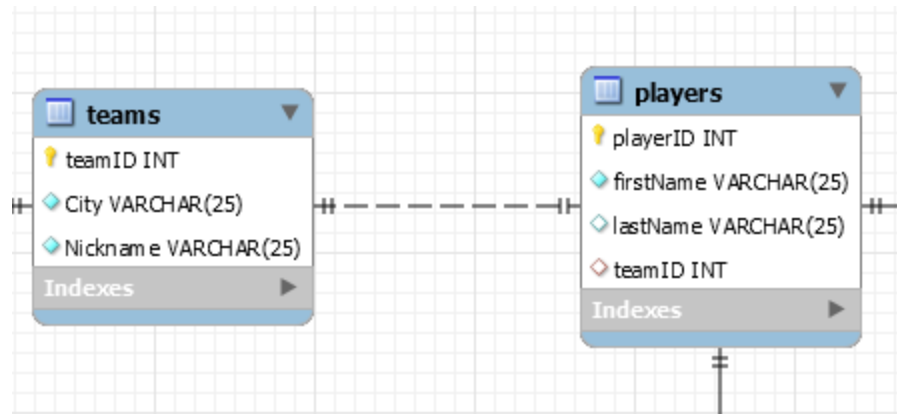 teams
teamID INT
City VARCHAR(25)
Nickname VARCHAR(25)
Indexes
players
playerID INT
firstName VARCHAR(25)
lastName VARCHAR(25)
teamID INT
Indexes